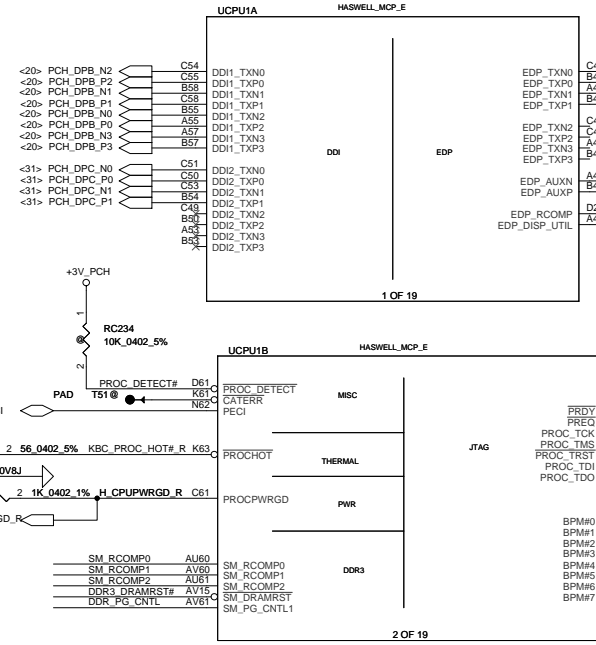 UCPU1A HASWELL_MCP_E
<20> PCH_DPB_N2 C54 DDI1_TXN0 EDP_TXN0
<20> PCH_DPB_P2 C55 DDI1_TXP0 EDP_TXP0
<20> PCH_DPB_N1 B58 DDI1_TXN1 EDP_TXN1
<20> PCH_DPB_P1 C58 DDI1_TXP1 EDP_TXP1
<20> PCH_DPB_N0 B55 DDI1_TXN2
<20> PCH_DPB_P0 A55 DDI1_TXP2 EDP_TXN2
<20> PCH_DPB_N3 A57 DDI1_TXN3 EDP_TXP2
<20> PCH_DPB_P3 B57 DDI1_TXP3 EDP_TXN3
DDI EDP EDP_TXP3
<31> PCH_DPC_N0 C51 DDI2_TXN0
<31> PCH_DPC_P0 C50 DDI2_TXP0 EDP_AUXN
<31> PCH_DPC_N1 C53 DDI2_TXN1 EDP_AUXP
<31> PCH_DPC_P1 B54 DDI2_TXP1
C49 DDI2_TXN2 EDP_RCOMP
B50 DDI2_TXP2 EDP_DISP_UTIL
A53 DDI2_TXN3
B53 DDI2_TXP3
1 OF 19
+3V_PCH
1
RC234
@ 10K_0402_5%
2
UCPU1B HASWELL_MCP_E
PROC_DETECT# D61 PROC_DETECT
PAD T51@ K61 CATERR MISC
N62 PECI PRDY
PREQ
PROC_TCK
2 56_0402_5% KBC_PROC_HOT#_R K63 PROCHOT JTAG PROC_TMS
PROC_TRST
THERMAL PROC_TDI
0V8J PROC_TDO
2 1K_0402_1% H_CPUPWRGD_R C61 PROCPWRGD
PWR
GD_R
BPM#0
BPM#1
BPM#2
BPM#3
SM_RCOMP0 AU60 SM_RCOMP0 DDR3 BPM#4
SM_RCOMP1 AV60 SM_RCOMP1 BPM#5
SM_RCOMP2 AU61 SM_RCOMP2 BPM#6
DDR3_DRAMRST# AV15 SM_DRAMRST BPM#7
DDR_PG_CNTL AV61 SM_PG_CNTL1
2 OF 19